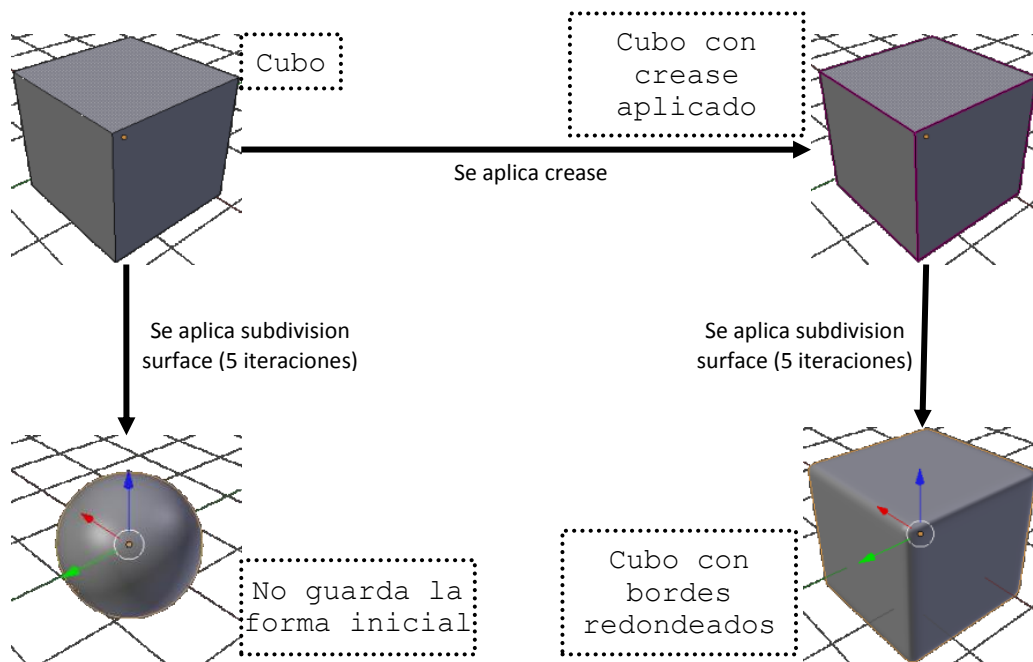 Cubo
Cubo con
crease
aplicado
Se aplica crease
Se aplica subdivision
surface (5 iteraciones)
Se aplica subdivision
surface (5 iteraciones)
No guarda la
forma inicial
Cubo con
bordes
redondeados